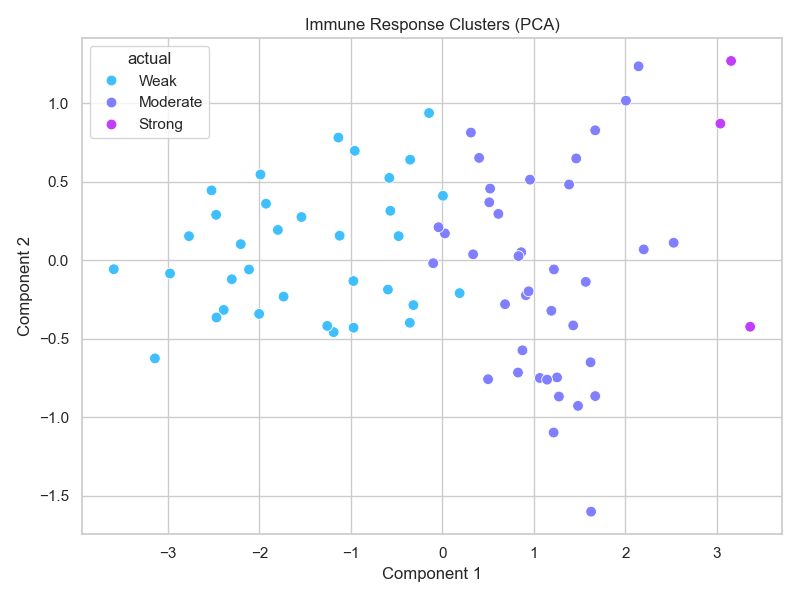 Immune Response Clusters (PCA)
actual
Weak
Moderate
Strong
1.0
0.5
0.0
−0.5
−1.0
−1.5
Component 2
−3
−2
−1
0
1
2
3
Component 1